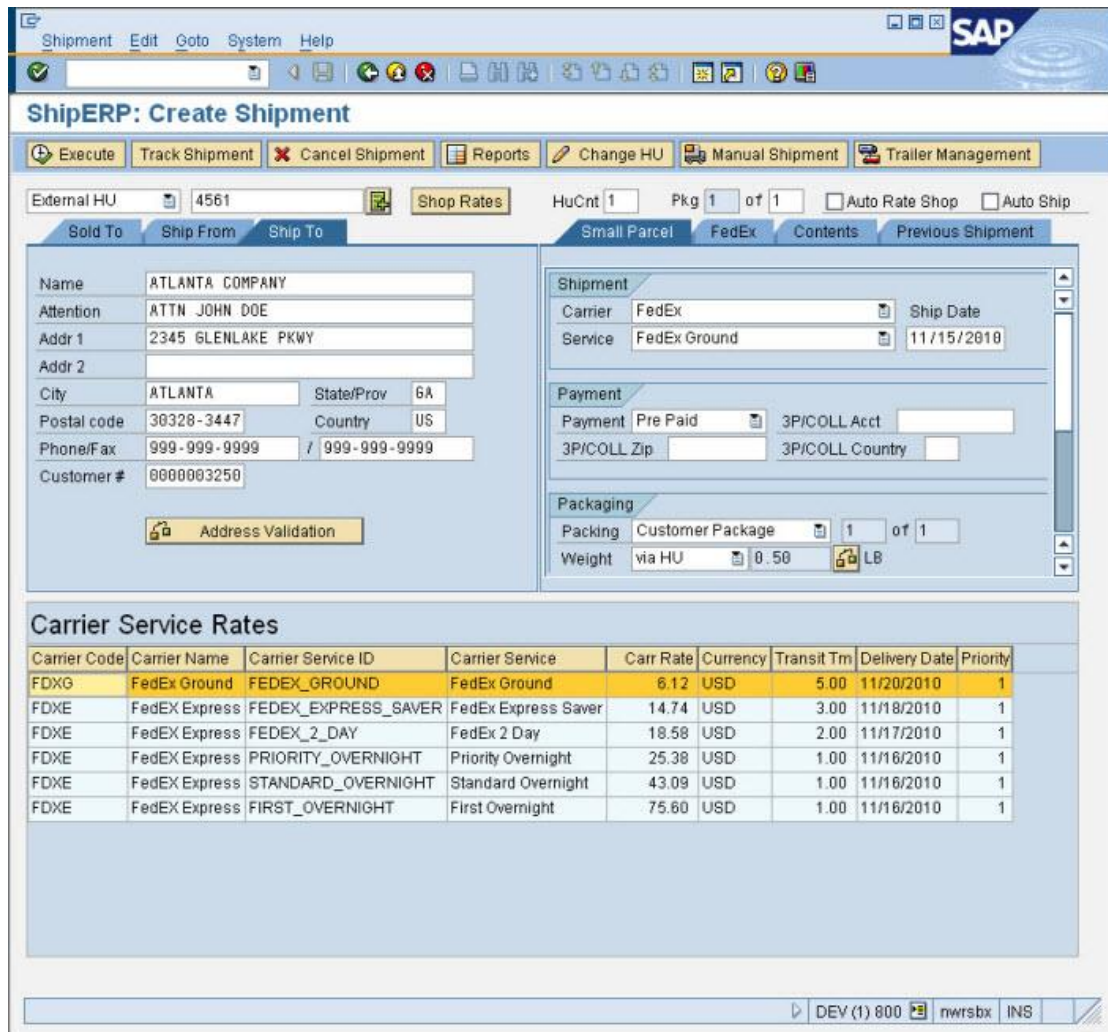 Shipment Edit Goto System Help
SAP
ShipERP: Create Shipment
Execute Track Shipment Cancel Shipment Reports Change HU Manual Shipment Trailer Management
External HU 4561 Shop Rates HuCnt 1 Pkg 1 of 1 Auto Rate Shop Auto Ship
Sold To Ship From Ship To
Name ATLANTA COMPANY
Attention ATTN JOHN DOE
Addr 1 2345 GLENLAKE PKWY
Addr 2
City ATLANTA State/Prov GA
Postal code 30328-3447 Country US
Phone/Fax 999-999-9999 / 999-999-9999
Customer # 0000003250
Address Validation
Small Parcel FedEx Contents Previous Shipment
Shipment
Carrier FedEx Ship Date
Service FedEx Ground 11/15/2010
Payment
Payment Pre Paid 3P/COLL Acct
3P/COLL Zip 3P/COLL Country
Packaging
Packing Customer Package 1 of 1
Weight via HU 0.50 LB
Carrier Service Rates
Carrier Code Carrier Name Carrier Service ID Carrier Service Carr Rate Currency Transit Tm Delivery Date Priority
FDXG FedEx Ground FEDEX_GROUND FedEx Ground 6.12 USD 5.00 11/20/2010 1
FDXE FedEX Express FEDEX_EXPRESS_SAVER FedEx Express Saver 14.74 USD 3.00 11/18/2010 1
FDXE FedEX Express FEDEX_2_DAY FedEx 2 Day 18.58 USD 2.00 11/17/2010 1
FDXE FedEX Express PRIORITY_OVERNIGHT Priority Overnight 25.38 USD 1.00 11/16/2010 1
FDXE FedEX Express STANDARD_OVERNIGHT Standard Overnight 43.09 USD 1.00 11/16/2010 1
FDXE FedEX Express FIRST_OVERNIGHT First Overnight 75.60 USD 1.00 11/16/2010 1
DEV (1) 800 nwrsbx INS